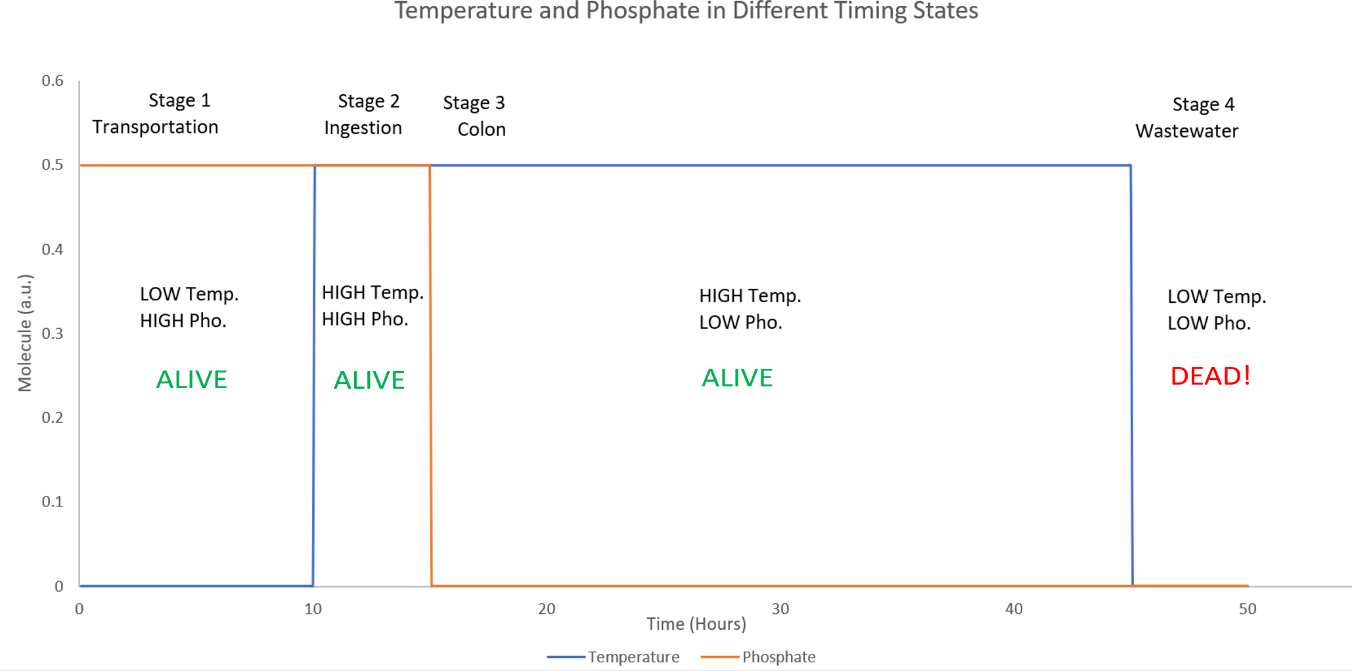 Temperature and Phosphate in Different Timing States
0.6
0.5
0.4
0.3
0.2
0.1
0
Molecule (a.u.)
Stage 1
Transportation
Stage 2
Ingestion
Stage 3
Colon
Stage 4
Wastewater
LOW Temp.
HIGH Pho.
ALIVE
HIGH Temp.
HIGH Pho.
ALIVE
HIGH Temp.
LOW Pho.
ALIVE
LOW Temp.
LOW Pho.
DEAD!
0 10 20 30 40 50
Time (Hours)
Temperature Phosphate